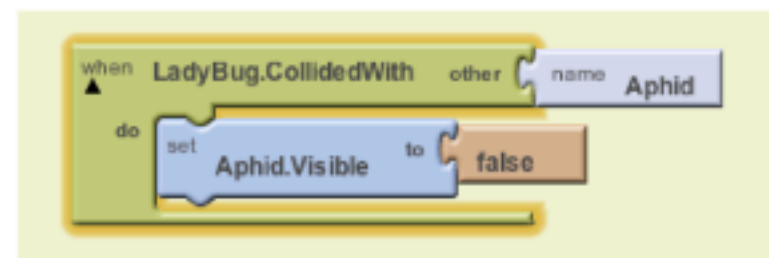 when LadyBug.CollidedWith other name Aphid
do set Aphid.Visible to false